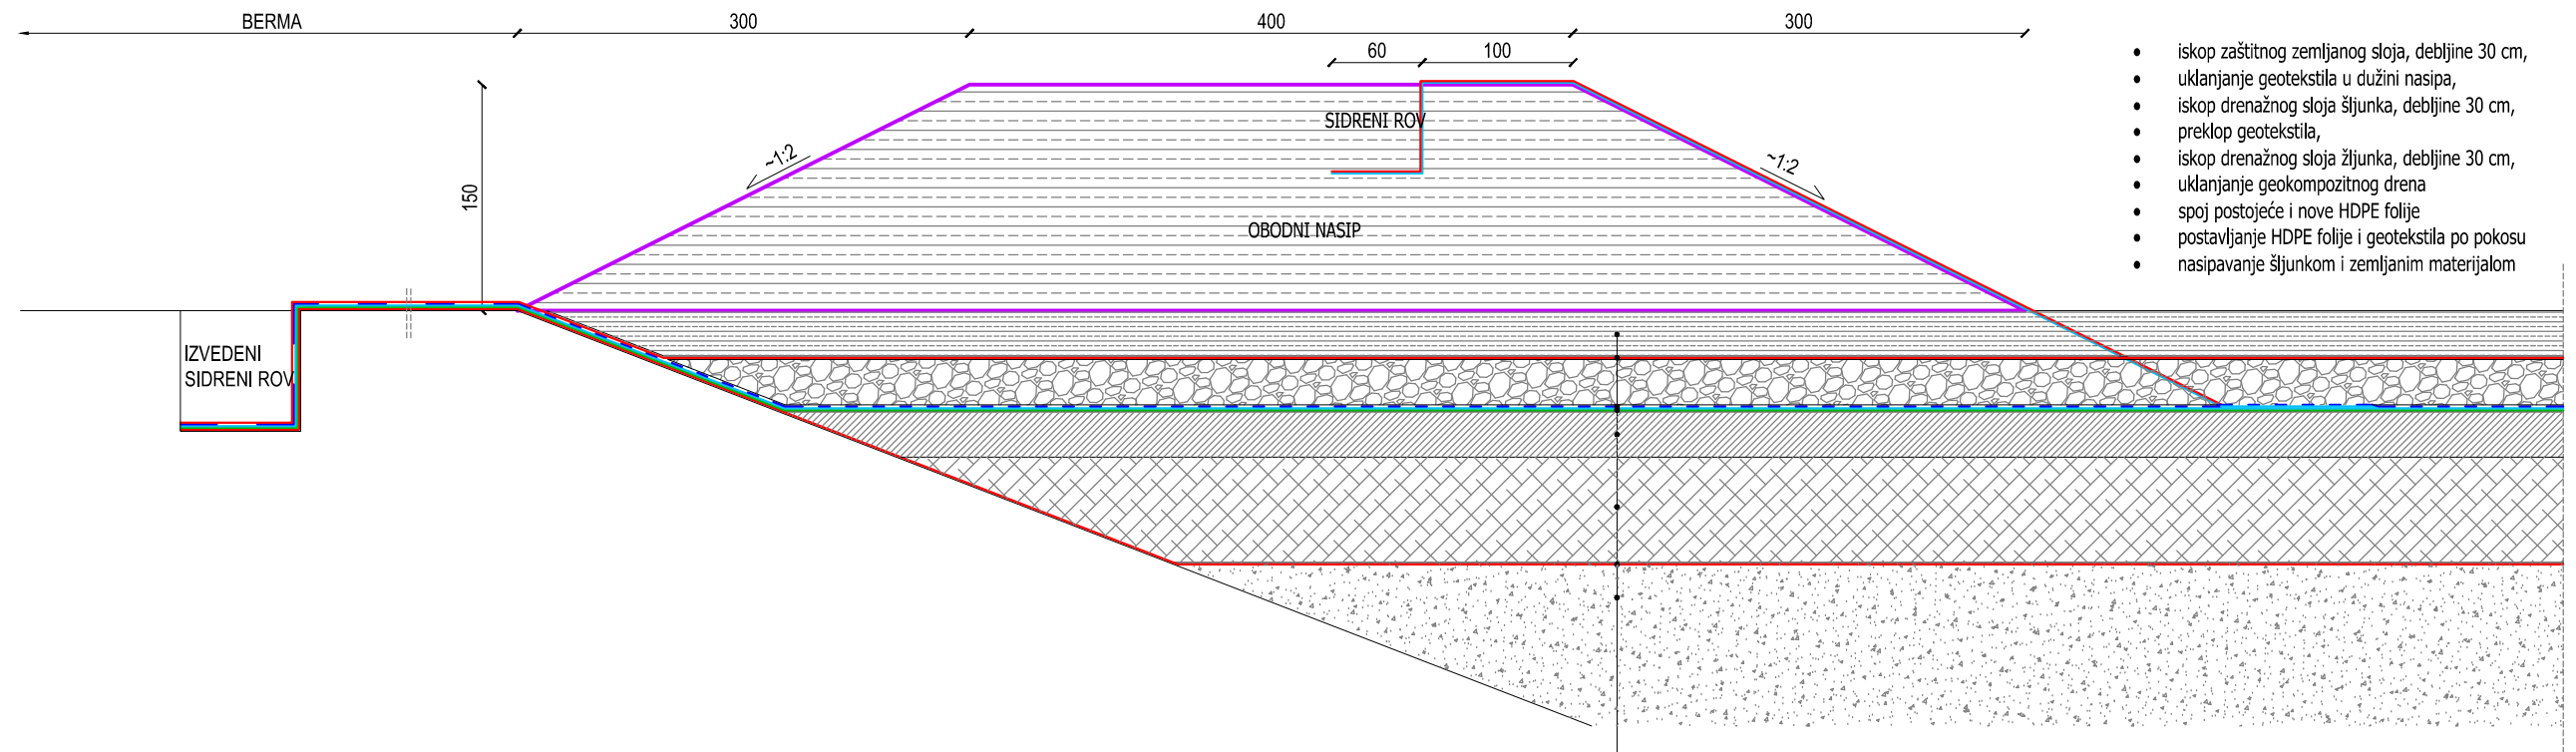 BERMA
300
400
300
60
100
• iskop zaštitnog zemljanog sloja, debljine 30 cm,
• uklanjanje geotekstila u dužini nasipa,
• iskop drenažnog sloja šljunka, debljine 30 cm,
• preklop geotekstila,
• iskop drenažnog sloja žljunka, debljine 30 cm,
• uklanjanje geokompozitnog drena
• spoj postojeće i nove HDPE folije
• postavljanje HDPE folije i geotekstila po pokosu
• nasipavanje šljunkom i zemljanim materijalom
SIDRENI ROV
~1:2
~1:2
150
OBODNI NASIP
IZVEDENI
SIDRENI ROV